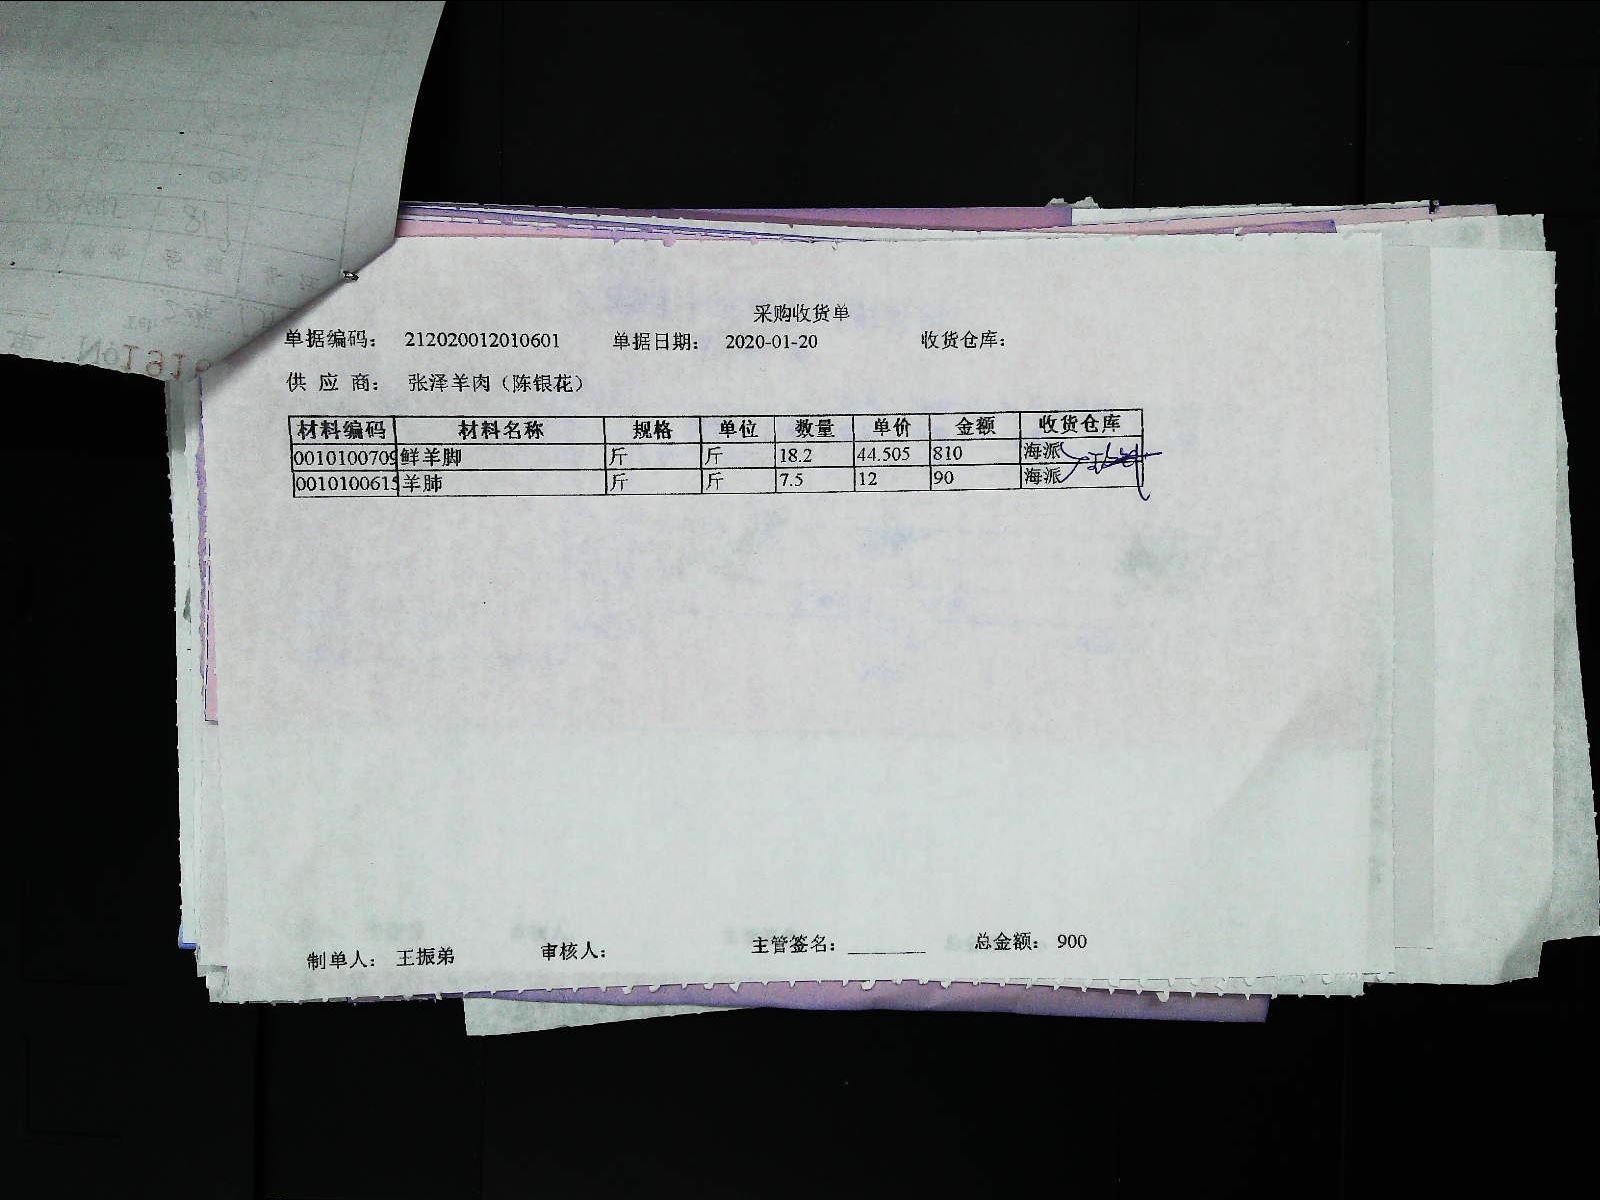 采购收货单
单据编码： 212020012010601 单据日期： 2020-01-20 收货仓库：
供 应 商： 张泽羊肉（陈银花）
材料编码 材料名称 规格 单位 数量 单价 金额 收货仓库
0010100709 鲜羊脚 斤 斤 18.2 44.505 810 海派
0010100615 羊肺 斤 斤 7.5 12 90 海派
制单人： 王振弟 审核人： 主管签名：________ 总金额： 900